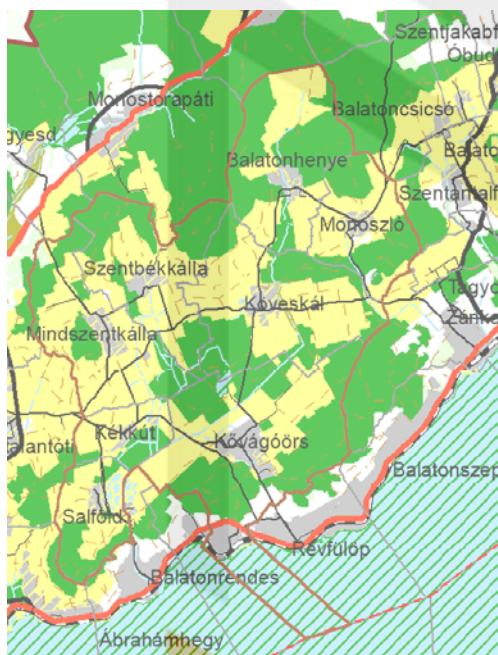 Szentjakabf
Óbud
Monostorapáti
Balatoncsicsó
gyesd
Balato
Balatonhenye
Szentantalf
Monoszló
Szentbékkálla
Tagyo
Köveskál
Zánka
Mindszentkálla
Kékkút
alantóti
Kővágóörs
Balatonszep
Salföld
Révfülöp
Balatonrendes
Ábrahámhegy